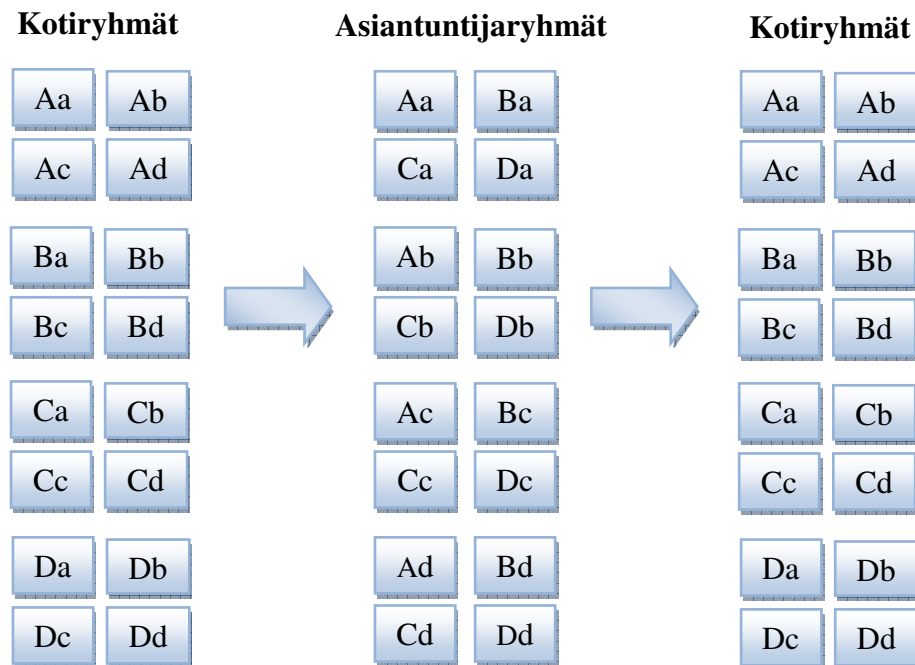 Kotiryhmät Asiantuntijaryhmät Kotiryhmät
Aa Ab Aa Ba Aa Ab
Ac Ad Ca Da Ac Ad
Ba Bb Ab Bb Ba Bb
Bc Bd Cb Db Bc Bd
Ca Cb Ac Bc Ca Cb
Cc Cd Cc Dc Cc Cd
Da Db Ad Bd Da Db
Dc Dd Cd Dd Dc Dd